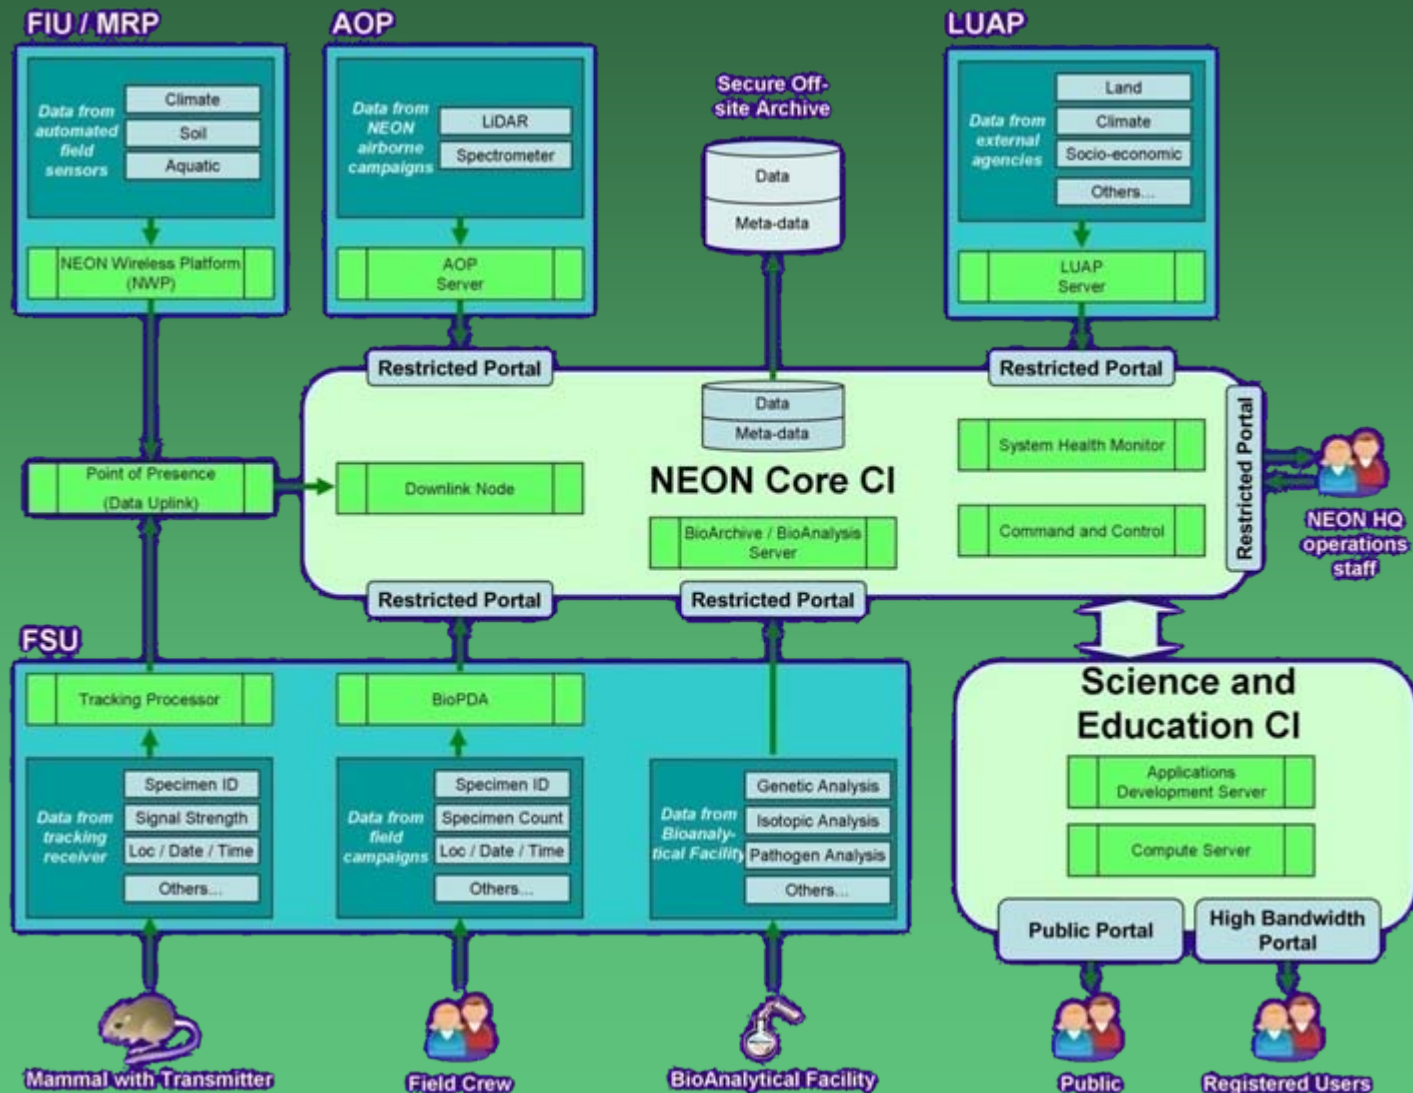 FIU / MRP
Data from
automated
field
sensors
Climate
Soil
Aquatic
NEON Wireless Platform
(NWP)
AOP
Data from
NEON
airborne
campaigns
LiDAR
Spectrometer
AOP
Server
Secure Off-
site Archive
Data
Meta-data
LUAP
Data from
external
agencies
Land
Climate
Socio-economic
Others...
LUAP
Server
Restricted Portal
Restricted Portal
Data
Meta-data
NEON Core CI
Point of Presence
(Data Uplink)
Downlink Node
BioArchive / BioAnalysis
Server
System Health Monitor
Command and Control
Restricted Portal
NEON HQ
operations
staff
Restricted Portal
Restricted Portal
FSU
Tracking Processor
Data from
tracking
receiver
Specimen ID
Signal Strength
Loc / Date / Time
Others...
BioPDA
Data from
field
campaigns
Specimen ID
Specimen Count
Loc / Date / Time
Others...
Data from
Bioanaly-
tical Facility
Genetic Analysis
Isotopic Analysis
Pathogen Analysis
Others...
Science and
Education CI
Applications
Development Server
Compute Server
Public Portal
High Bandwidth
Portal
Mammal with Transmitter
Field Crew
BioAnalytical Facility
Public
Registered Users